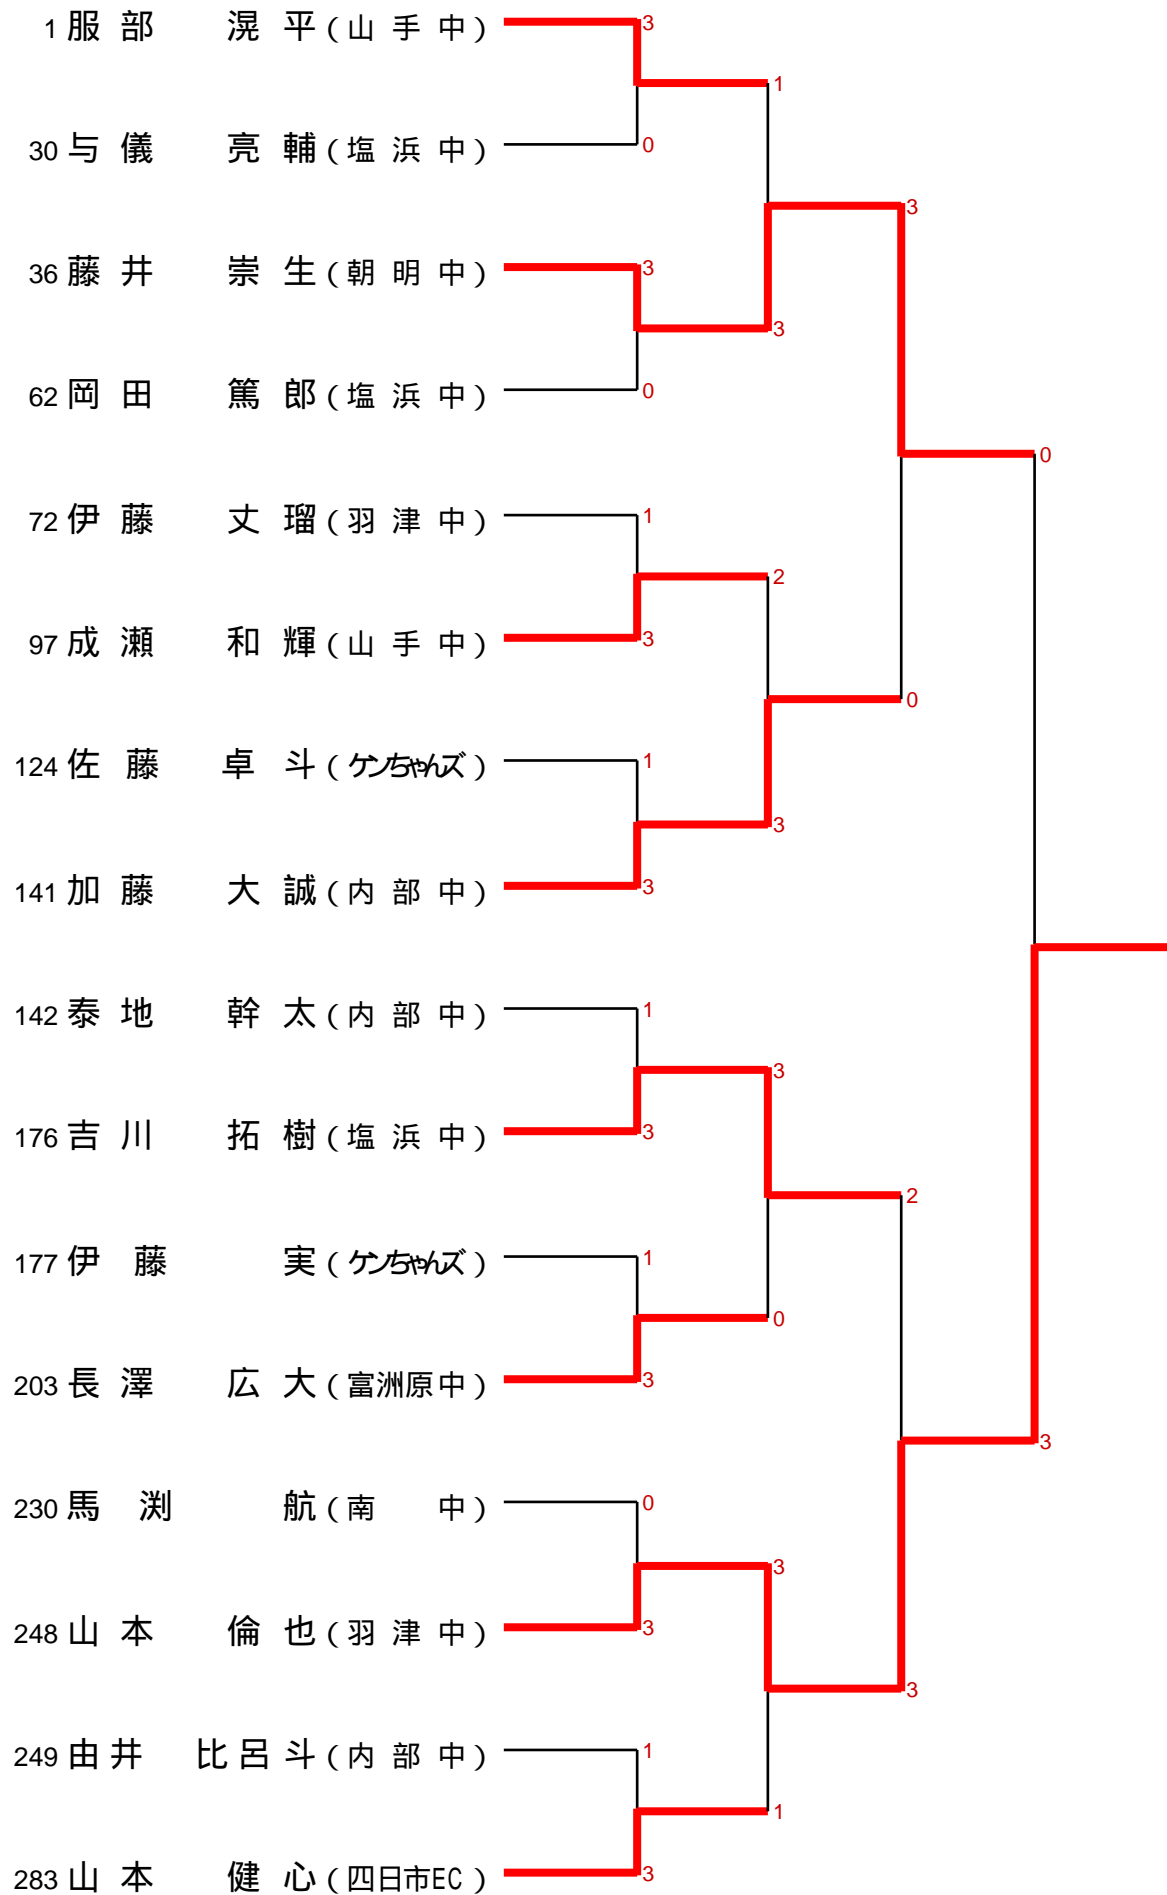 1 服部 滉平 (山手中) 3
1
30 与儀 亮輔 (塩浜中) 0
3
36 藤井 崇生 (朝明中) 3
3
62 岡田 篤郎 (塩浜中) 0
0
72 伊藤 丈瑠 (羽津中) 1
2
97 成瀬 和輝 (山手中) 3
0
124 佐藤 卓斗 (ケンちゃんズ) 1
3
141 加藤 大誠 (内部中) 3
142 泰地 幹太 (内部中) 1
3
176 吉川 拓樹 (塩浜中) 3
2
177 伊藤 実 (ケンちゃんズ) 1
0
203 長澤 広大 (富洲原中) 3
3
230 馬渕 航 (南中) 0
3
248 山本 倫也 (羽津中) 3
3
249 由井 比呂斗 (内部中) 1
1
283 山本 健心 (四日市EC) 3